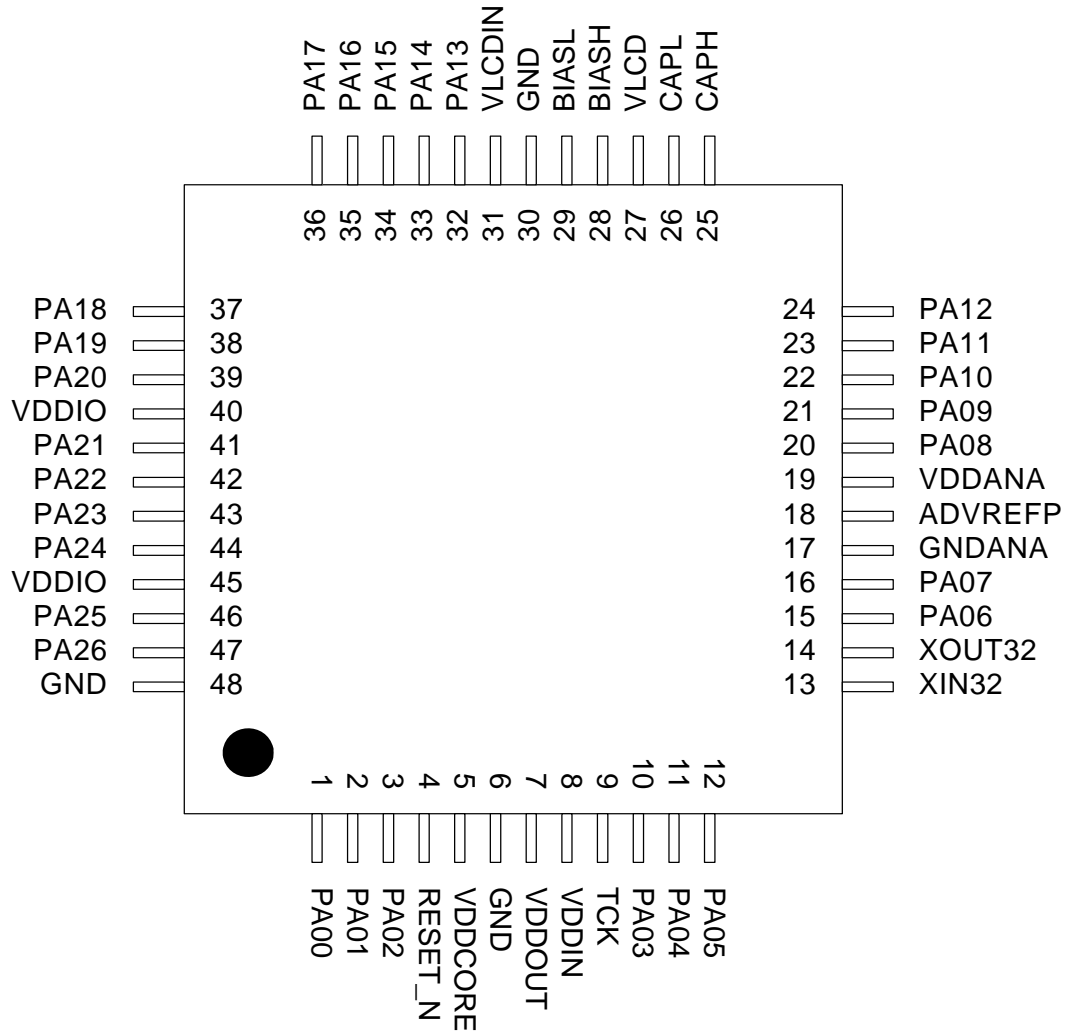 PA17
PA16
PA15
PA14
PA13
VLCDIN
GND
BIASL
BIASH
VLCD
CAPL
CAPH
36
35
34
33
32
31
30
29
28
27
26
25
PA18 37
PA19 38
PA20 39
VDDIO 40
PA21 41
PA22 42
PA23 43
PA24 44
VDDIO 45
PA25 46
PA26 47
GND 48
24 PA12
23 PA11
22 PA10
21 PA09
20 PA08
19 VDDANA
18 ADVREFP
17 GNDANA
16 PA07
15 PA06
14 XOUT32
13 XIN32
1
2
3
4
5
6
7
8
9
10
11
12
PA00
PA01
PA02
RESET_N
VDDCORE
GND
VDDOUT
VDDIN
TCK
PA03
PA04
PA05